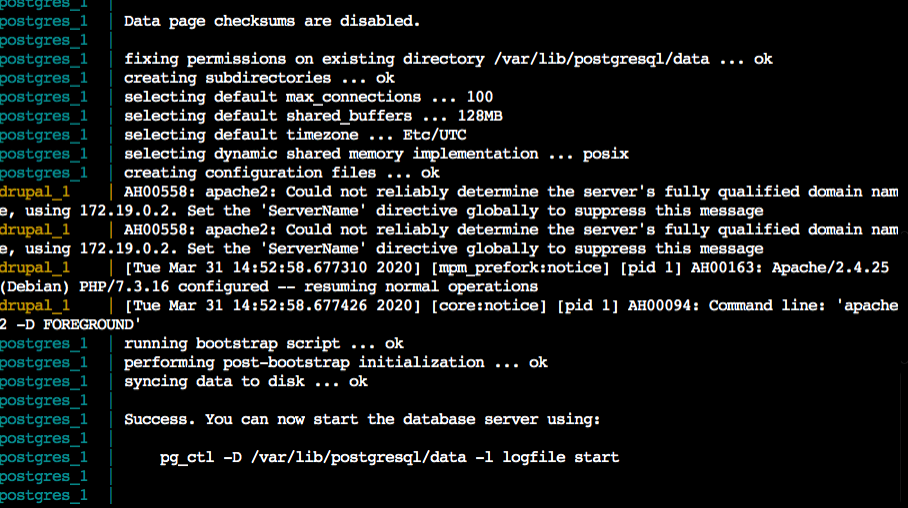 postgres_1 |
postgres_1 | Data page checksums are disabled.
postgres_1 |
postgres_1 | fixing permissions on existing directory /var/lib/postgresql/data ... ok
postgres_1 | creating subdirectories ... ok
postgres_1 | selecting default max_connections ... 100
postgres_1 | selecting default shared_buffers ... 128MB
postgres_1 | selecting default timezone ... Etc/UTC
postgres_1 | selecting dynamic shared memory implementation ... posix
postgres_1 | creating configuration files ... ok
drupal_1 | AH00558: apache2: Could not reliably determine the server's fully qualified domain nam
e, using 172.19.0.2. Set the 'ServerName' directive globally to suppress this message
drupal_1 | AH00558: apache2: Could not reliably determine the server's fully qualified domain nam
e, using 172.19.0.2. Set the 'ServerName' directive globally to suppress this message
drupal_1 | [Tue Mar 31 14:52:58.677310 2020] [mpm_prefork:notice] [pid 1] AH00163: Apache/2.4.25
(Debian) PHP/7.3.16 configured -- resuming normal operations
drupal_1 | [Tue Mar 31 14:52:58.677426 2020] [core:notice] [pid 1] AH00094: Command line: 'apache
2 -D FOREGROUND'
postgres_1 | running bootstrap script ... ok
postgres_1 | performing post-bootstrap initialization ... ok
postgres_1 | syncing data to disk ... ok
postgres_1 |
postgres_1 | Success. You can now start the database server using:
postgres_1 |
postgres_1 | pg_ctl -D /var/lib/postgresql/data -l logfile start
postgres_1 |
postgres_1 |